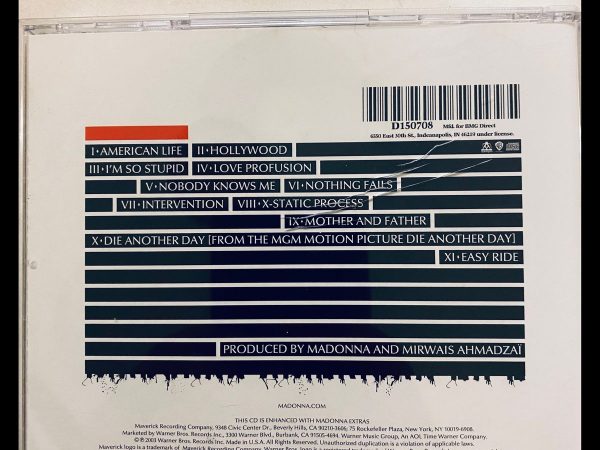 D150708 MSI. for BMG Direct
6550 East 30th St., Indeanapolis, IN 46219 under license.
I•AMERICAN LIFE II•HOLLYWOOD
III•I'M SO STUPID IV•LOVE PROFUSION
V•NOBODY KNOWS ME VI•NOTHING FAILS
VII•INTERVENTION VIII•X-STATIC PROCESS
IX•MOTHER AND FATHER
X•DIE ANOTHER DAY [FROM THE MGM MOTION PICTURE DIE ANOTHER DAY]
XI•EASY RIDE
PRODUCED BY MADONNA AND MIRWAIS AHMADZAÏ
MADONNA.COM
THIS CD IS ENHANCED WITH MADONNA EXTRAS
Maverick Recording Company, 9348 Civic Center Dr., Beverly Hills, CA 90210-3606; 75 Rockefeller Plaza, New York, NY 10019-6908.
Marketed by Warner Bros. Records Inc., 3300 Warner Blvd., Burbank, CA 91505-4694. Warner Music Group, An AOL Time Warner Company.
©℗2003 Warner Bros. Records Inc. Made in U.S.A. All Rights Reserved. Unauthorized duplication is a violation of applicable laws.
Maverick logo is a trademark of Maverick Recording Company.